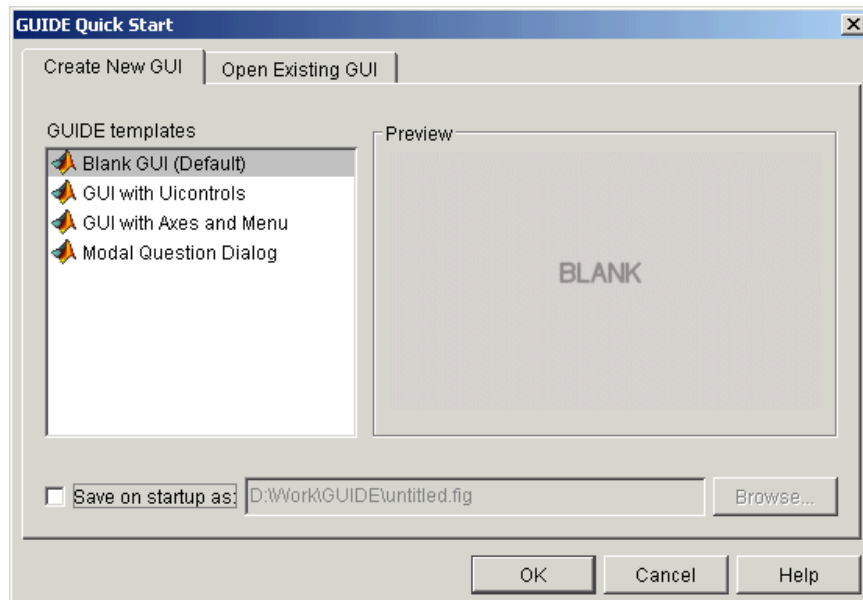 GUIDE Quick Start
Create New GUI
Open Existing GUI
GUIDE templates
Blank GUI (Default)
GUI with Uicontrols
GUI with Axes and Menu
Modal Question Dialog
Preview
BLANK
Save on startup as:
D:\Work\GUIDE\untitled.fig
Browse...
OK
Cancel
Help